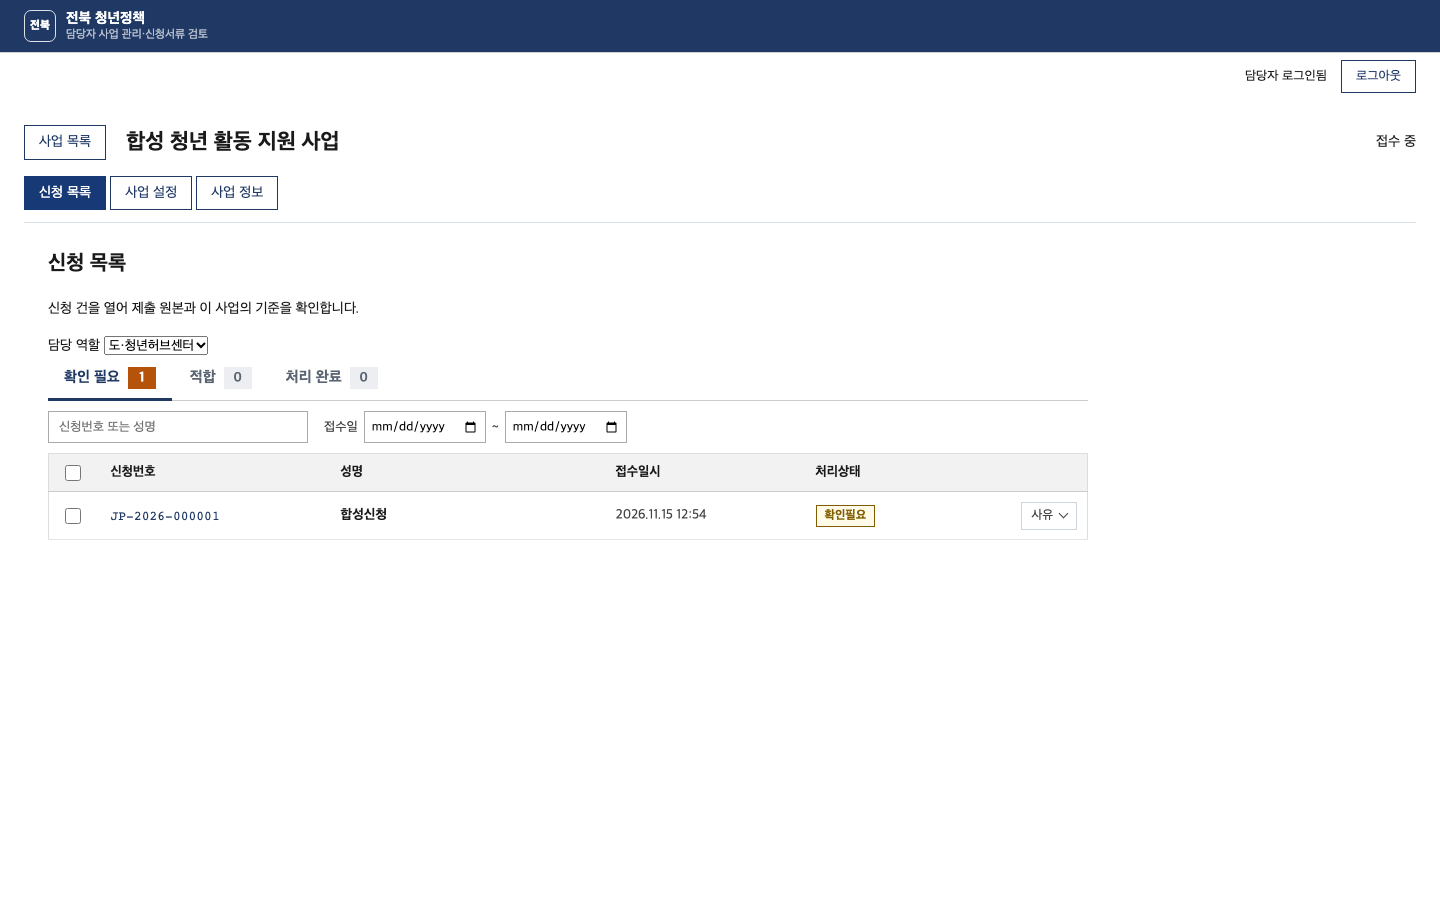 전북
전북 청년정책
담당자 사업 관리·신청서류 검토
담당자 로그인됨
로그아웃
사업 목록
합성 청년 활동 지원 사업
접수 중
신청 목록
사업 설정
사업 정보
신청 목록
신청 건을 열어 제출 원본과 이 사업의 기준을 확인합니다.
담당 역할 도·청년허브센터
확인 필요 1 적합 0 처리 완료 0
신청번호 또는 성명 접수일 mm/dd/yyyy ~ mm/dd/yyyy
신청번호 성명 접수일시 처리상태
JP-2026-000001 합성신청 2026.11.15 12:54 확인필요 사유